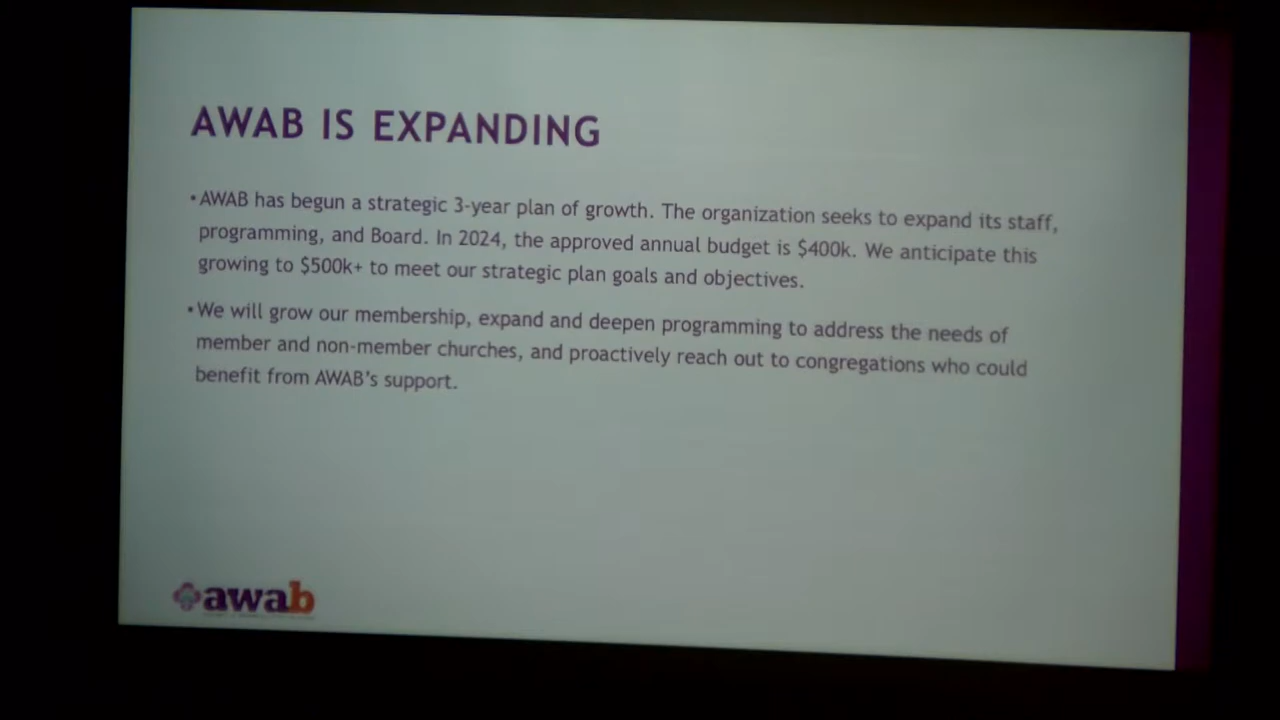 AWAB IS EXPANDING
•AWAB has begun a strategic 3-year plan of growth. The organization seeks to expand its staff,
programming, and Board. In 2024, the approved annual budget is $400k. We anticipate this
growing to $500k+ to meet our strategic plan goals and objectives.
•We will grow our membership, expand and deepen programming to address the needs of
member and non-member churches, and proactively reach out to congregations who could
benefit from AWAB's support.
awab